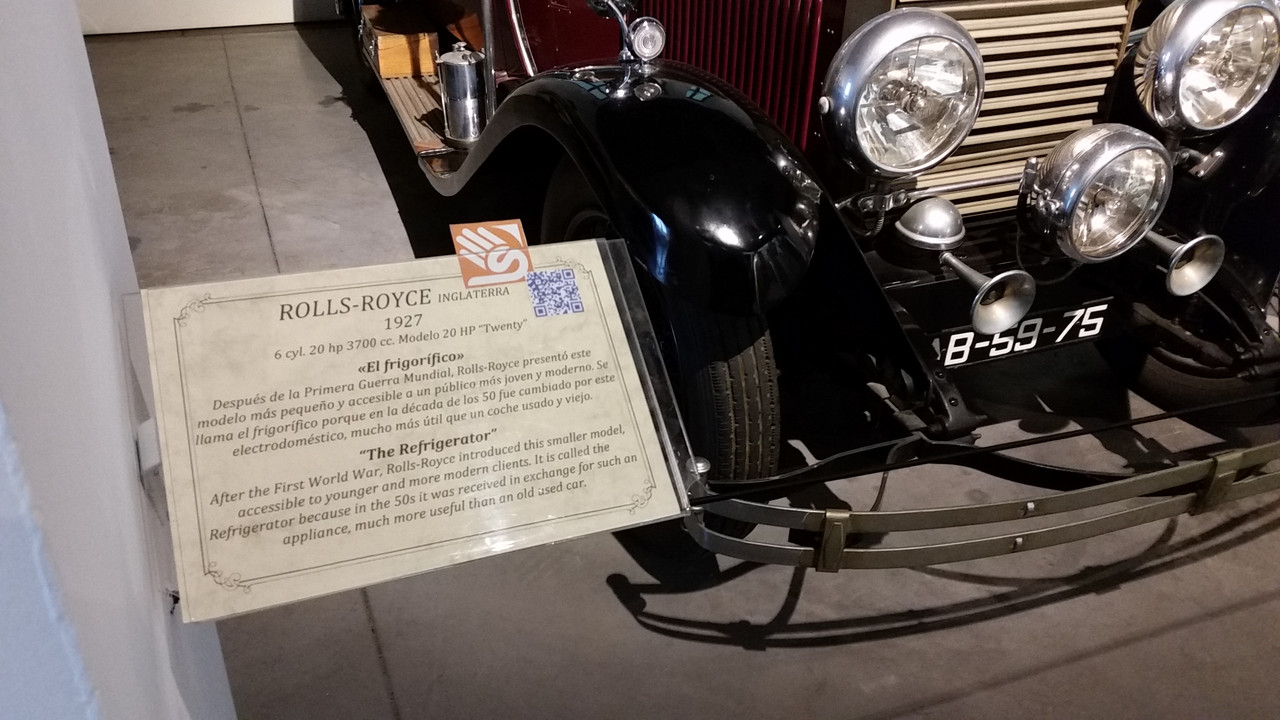 ROLLS-ROYCE INGLATERRA
1927
6 cyl. 20 hp 3700 cc. Modelo 20 HP "Twenty"
«El frigorífico»
Después de la Primera Guerra Mundial, Rolls-Royce presentó este
modelo más pequeño y accesible a un público más joven y moderno. Se
llama el frigorífico porque en la década de los 50 fue cambiado por este
electrodoméstico, mucho más útil que un coche usado y viejo.
"The Refrigerator"
After the First World War, Rolls-Royce introduced this smaller model,
accessible to younger and more modern clients. It is called the
Refrigerator because in the 50s it was received in exchange for such an
appliance, much more useful than an old used car.
B-59-75